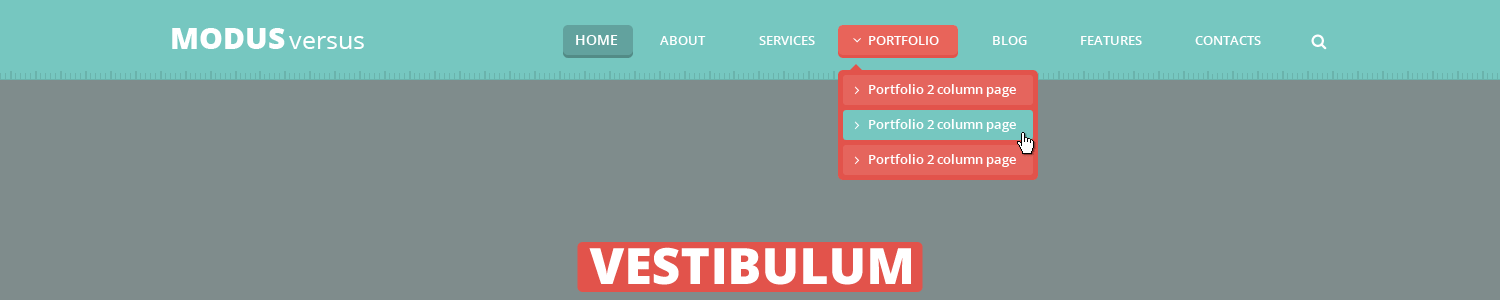 MODUS versus
HOME ABOUT SERVICES PORTFOLIO BLOG FEATURES CONTACTS
Portfolio 2 column page
Portfolio 2 column page
Portfolio 2 column page
VESTIBULUM